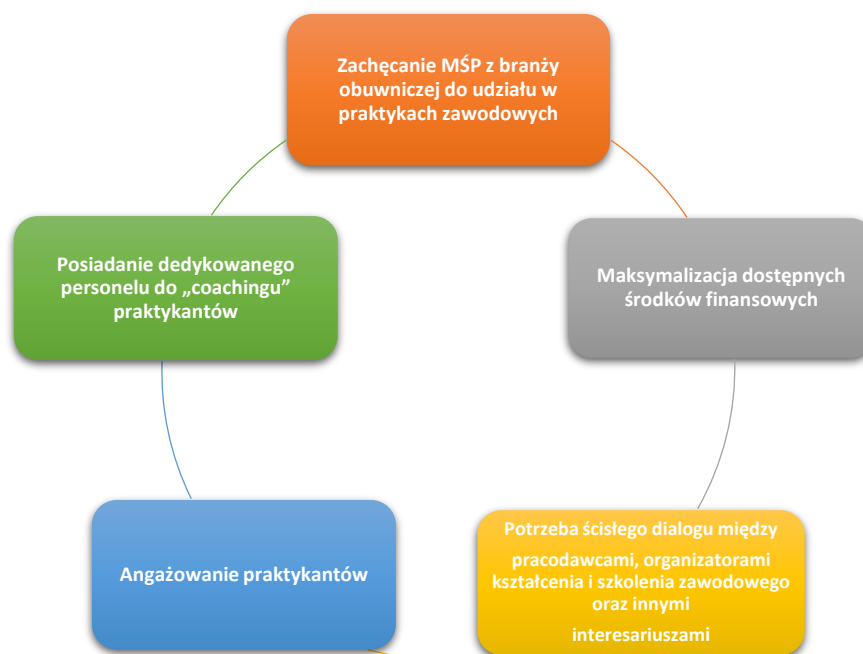 Zachęcanie MŚP z branży
obuwniczej do udziału w
praktykach zawodowych
Posiadanie dedykowanego
personelu do „coachingu”
praktykantów
Maksymalizacja dostępnych
środków finansowych
Angażowanie praktykantów
Potrzeba ścisłego dialogu między
pracodawcami, organizatorami
kształcenia i szkolenia zawodowego
oraz innymi
interesariuszami